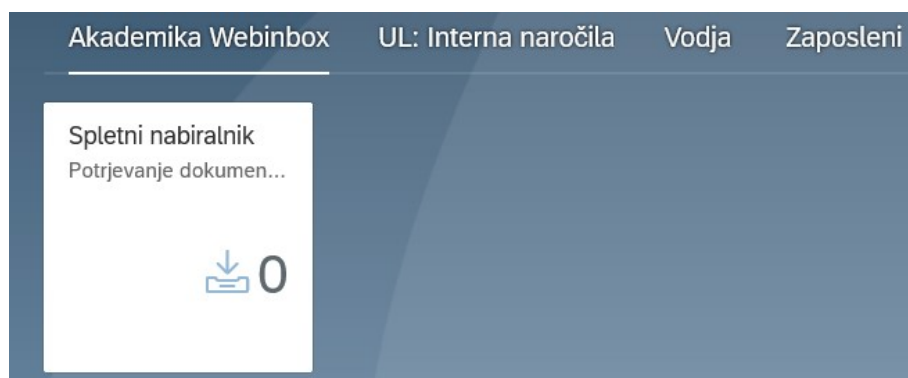 Akademika Webinbox UL: Interna naročila Vodja Zaposleni
Spletni nabiralnik
Potrjevanje dokumen...
0